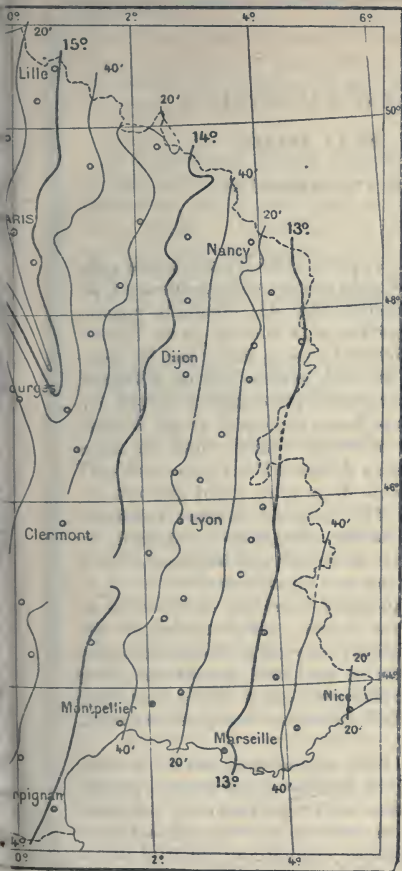 0° 2° 4° 6°
20'
15°
Lille
40'
20'
50°
14°
40'
20'
13°
ARIS
Nancy
48°
Dijon
ourges
46°
Lyon
Clermont
40'
20'
Nice
Montpellier
20'
40'
Marseille
20'
13°
40'
rpignan
4°
0° 2° 4°